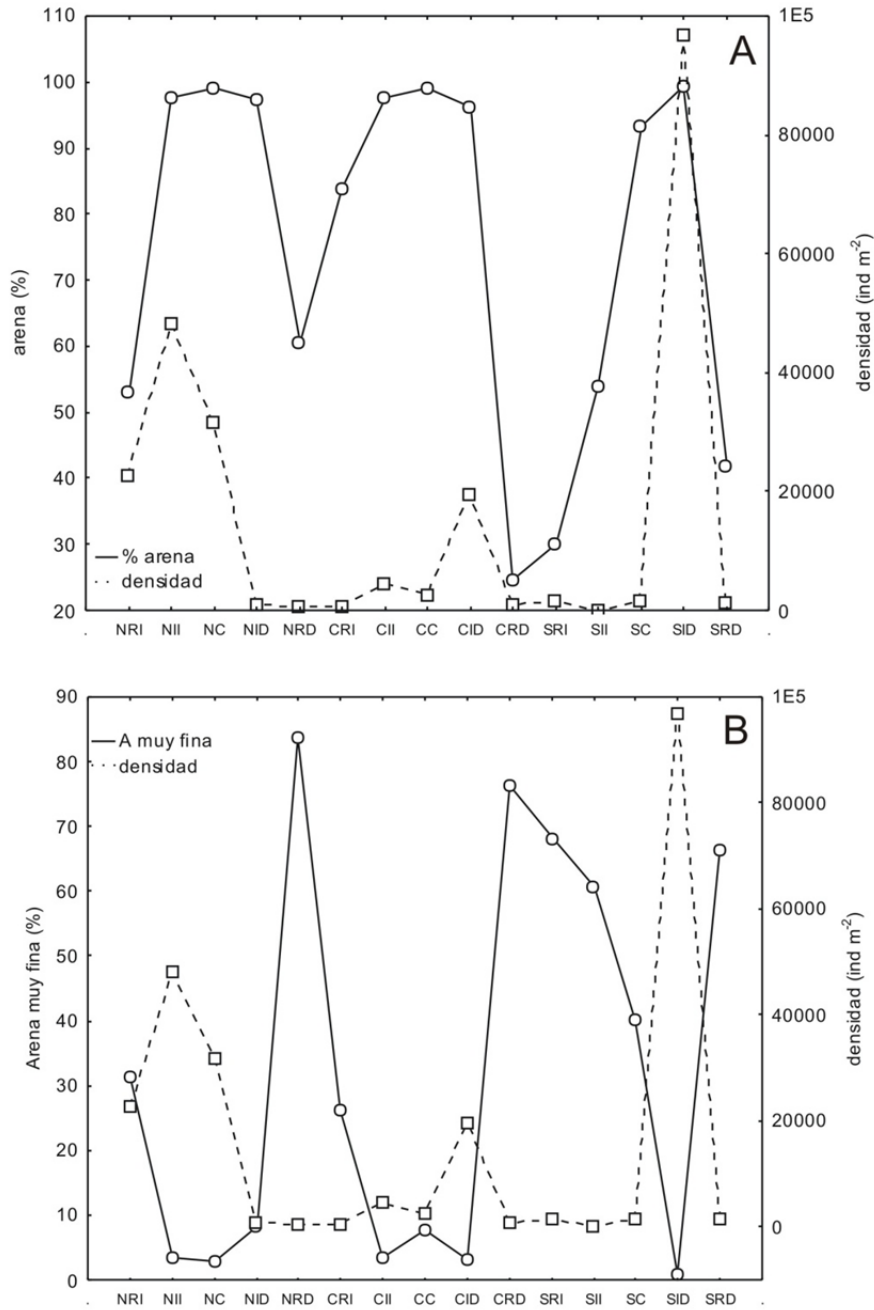 A
110
100
90
80
70
60
50
40
30
20
arena (%)
1E5
80000
60000
40000
20000
0
densidad (ind m-2)
% arena
densidad
. NRI NII NC NID NRD CRI CII CC CID CRD SRI SII SC SID SRD .
B
90
80
70
60
50
40
30
20
10
0
Arena muy fina (%)
1E5
80000
60000
40000
20000
0
densidad (ind m-2)
A muy fina
densidad
. NRI NII NC NID NRD CRI CII CC CID CRD SRI SII SC SID SRD .